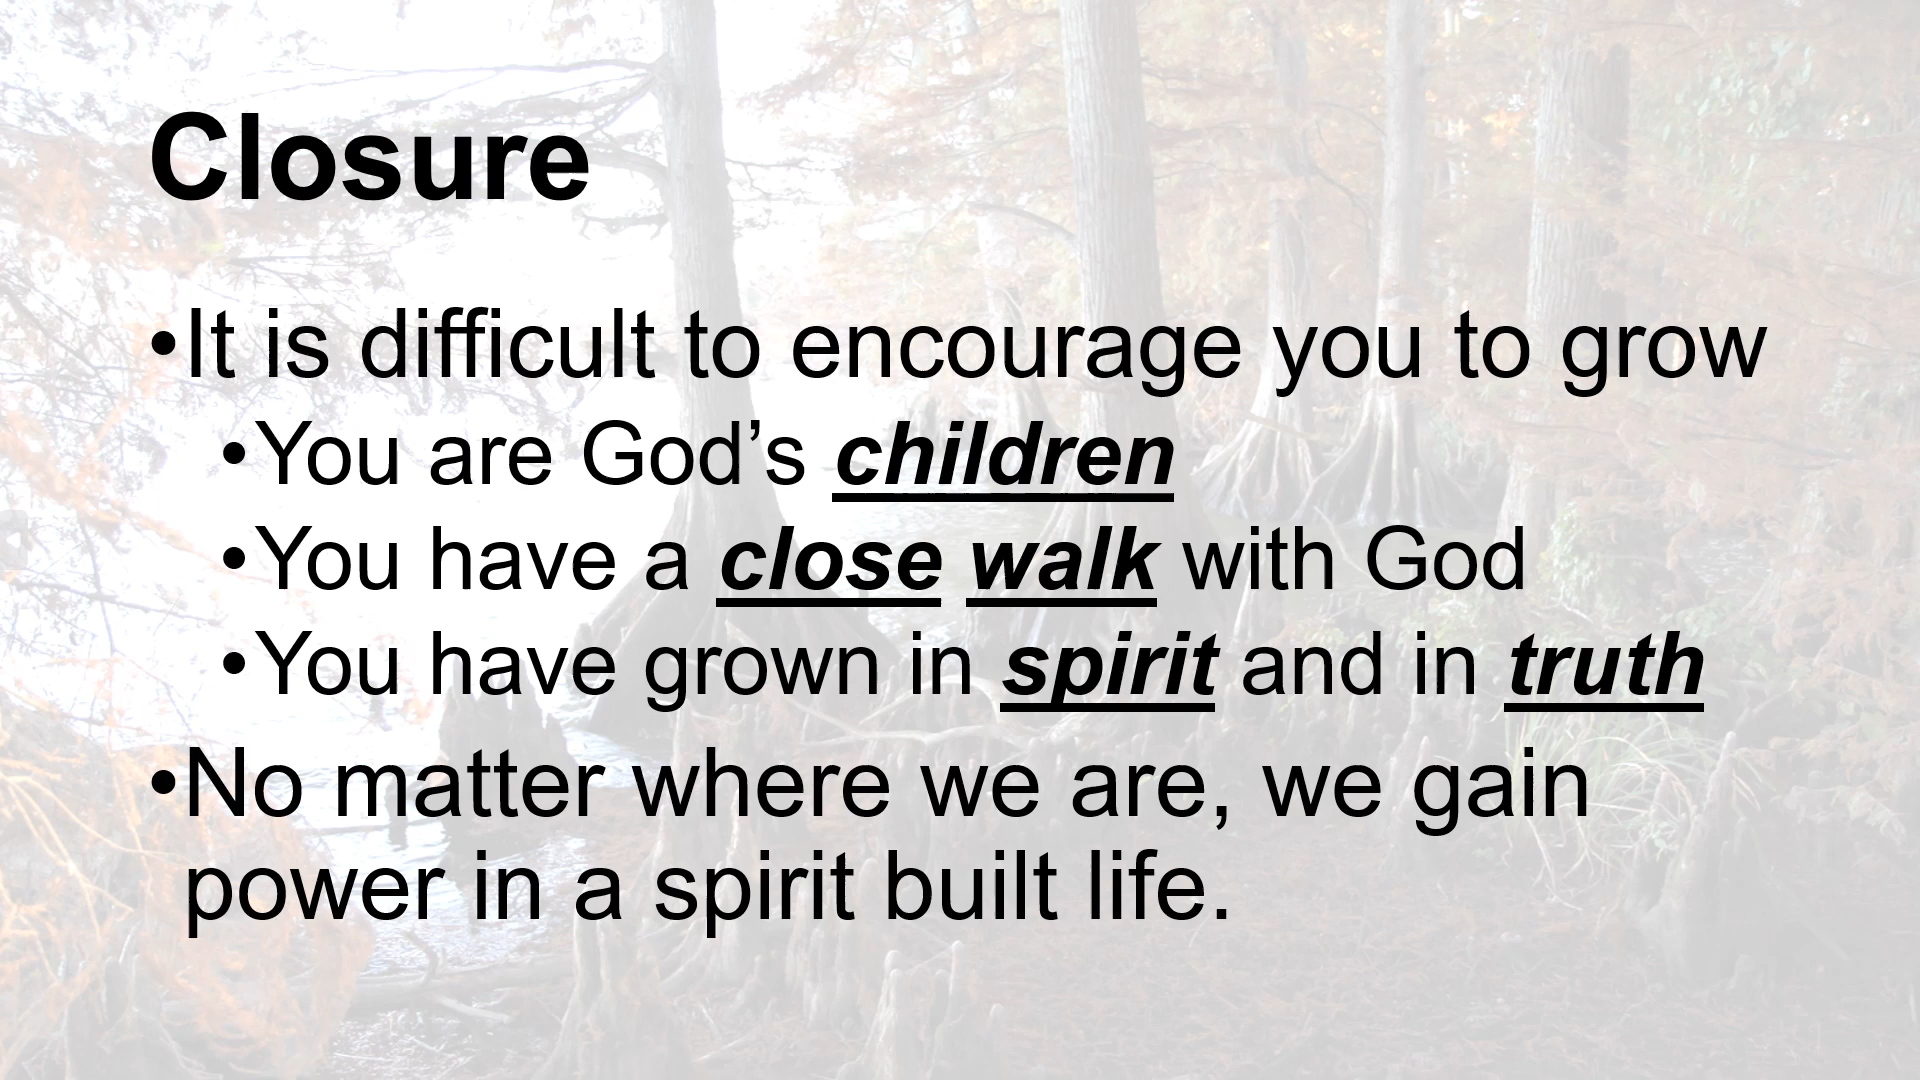 Closure
•It is difficult to encourage you to grow
•You are God’s children
•You have a close walk with God
•You have grown in spirit and in truth
•No matter where we are, we gain
power in a spirit built life.